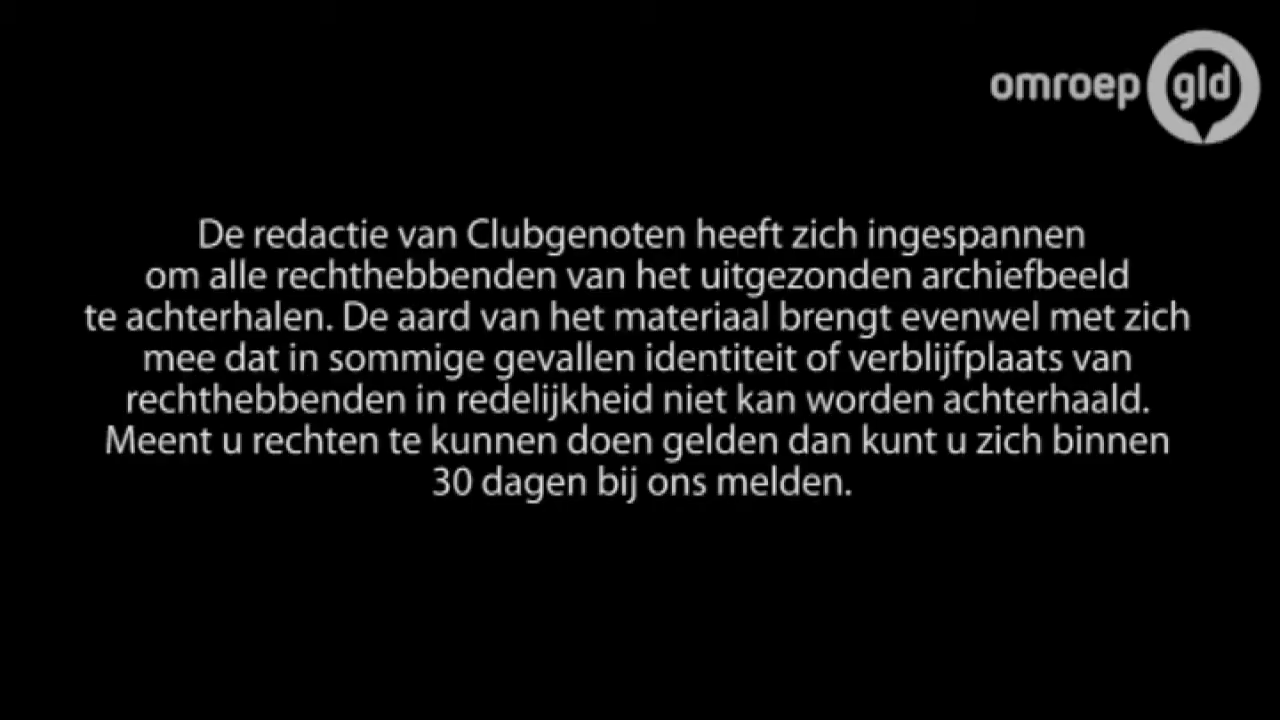 omroep gld
De redactie van Clubgenoten heeft zich ingespannen
om alle rechthebbenden van het uitgezonden archiefbeeld
te achterhalen. De aard van het materiaal brengt evenwel met zich
mee dat in sommige gevallen identiteit of verblijfplaats van
rechthebbenden in redelijkheid niet kan worden achterhaald.
Meent u rechten te kunnen doen gelden dan kunt u zich binnen
30 dagen bij ons melden.